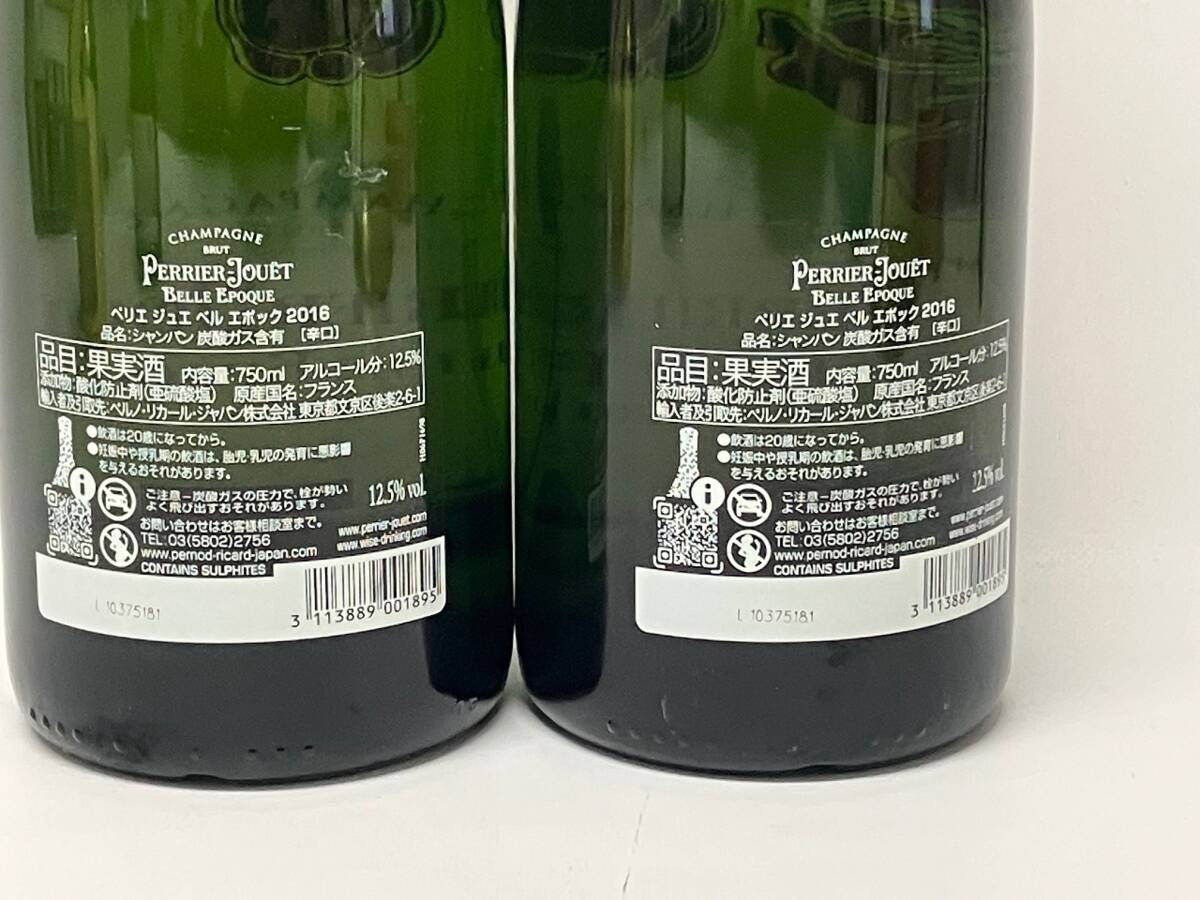 CHAMPAGNE
BRUT
PERRIER-JOUËT
BELLE EPOQUE
ペリエ ジュエ ベル エポック 2016
品名:シャンパン 炭酸ガス含有 [辛口]
品目:果実酒 内容量:750ml アルコール分:12.5%
添加物:酸化防止剤(亜硫酸塩) 原産国名:フランス
輸入者及引取先:ペルノ・リカール・ジャパン株式会社 東京都文京区後楽2-6-1
●飲酒は20歳になってから。
●妊娠中や授乳期の飲酒は、胎児・乳児の発育に悪影響
を与えるおそれがあります。
ご注意－炭酸ガスの圧力で、栓が勢い
よく飛び出すおそれがあります。
12.5% vol.
お問い合わせはお客様相談室まで。
TEL:03(5802)2756
www.pernod-ricard-japan.com
www.perrier-jouet.com
www.wise-drinking.com
CONTAINS SULPHITES
L 10375181
3 113889 001895
CHAMPAGNE
BRUT
PERRIER-JOUËT
BELLE EPOQUE
ペリエ ジュエ ベル エポック 2016
品名:シャンパン 炭酸ガス含有 [辛口]
品目:果実酒 内容量:750ml アルコール分:12.5%
添加物:酸化防止剤(亜硫酸塩) 原産国名:フランス
輸入者及引取先:ペルノ・リカール・ジャパン株式会社 東京都文京区後楽2-6-1
●飲酒は20歳になってから。
●妊娠中や授乳期の飲酒は、胎児・乳児の発育に悪影響
を与えるおそれがあります。
ご注意－炭酸ガスの圧力で、栓が勢い
よく飛び出すおそれがあります。
12.5% vol.
お問い合わせはお客様相談室まで。
TEL:03(5802)2756
www.pernod-ricard-japan.com
www.perrier-jouet.com
www.wise-drinking.com
CONTAINS SULPHITES
L 10375181
3 113889 001895